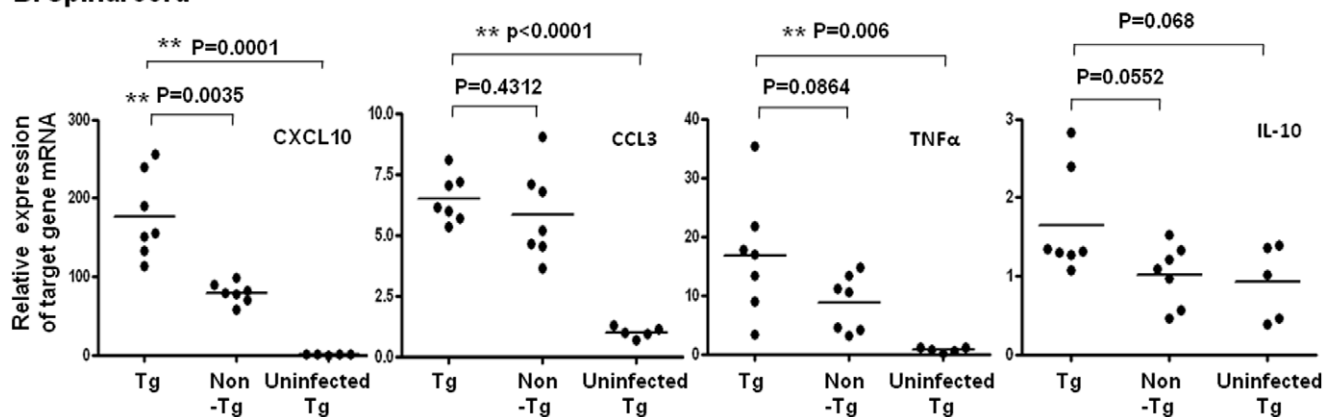 ** P=0.0001
** P=0.0035
** p<0.0001
P=0.4312
** P=0.006
P=0.0864
P=0.068
P=0.0552
Relative expression
of target gene mRNA
300
200
100
0
CXCL10
Tg
Non
-Tg
Uninfected
Tg
10.0
7.5
5.0
2.5
0.0
CCL3
Tg
Non
-Tg
Uninfected
Tg
40
30
20
10
0
TNFα
Tg
Non
-Tg
Uninfected
Tg
3
2
1
0
IL-10
Tg
Non
-Tg
Uninfected
Tg